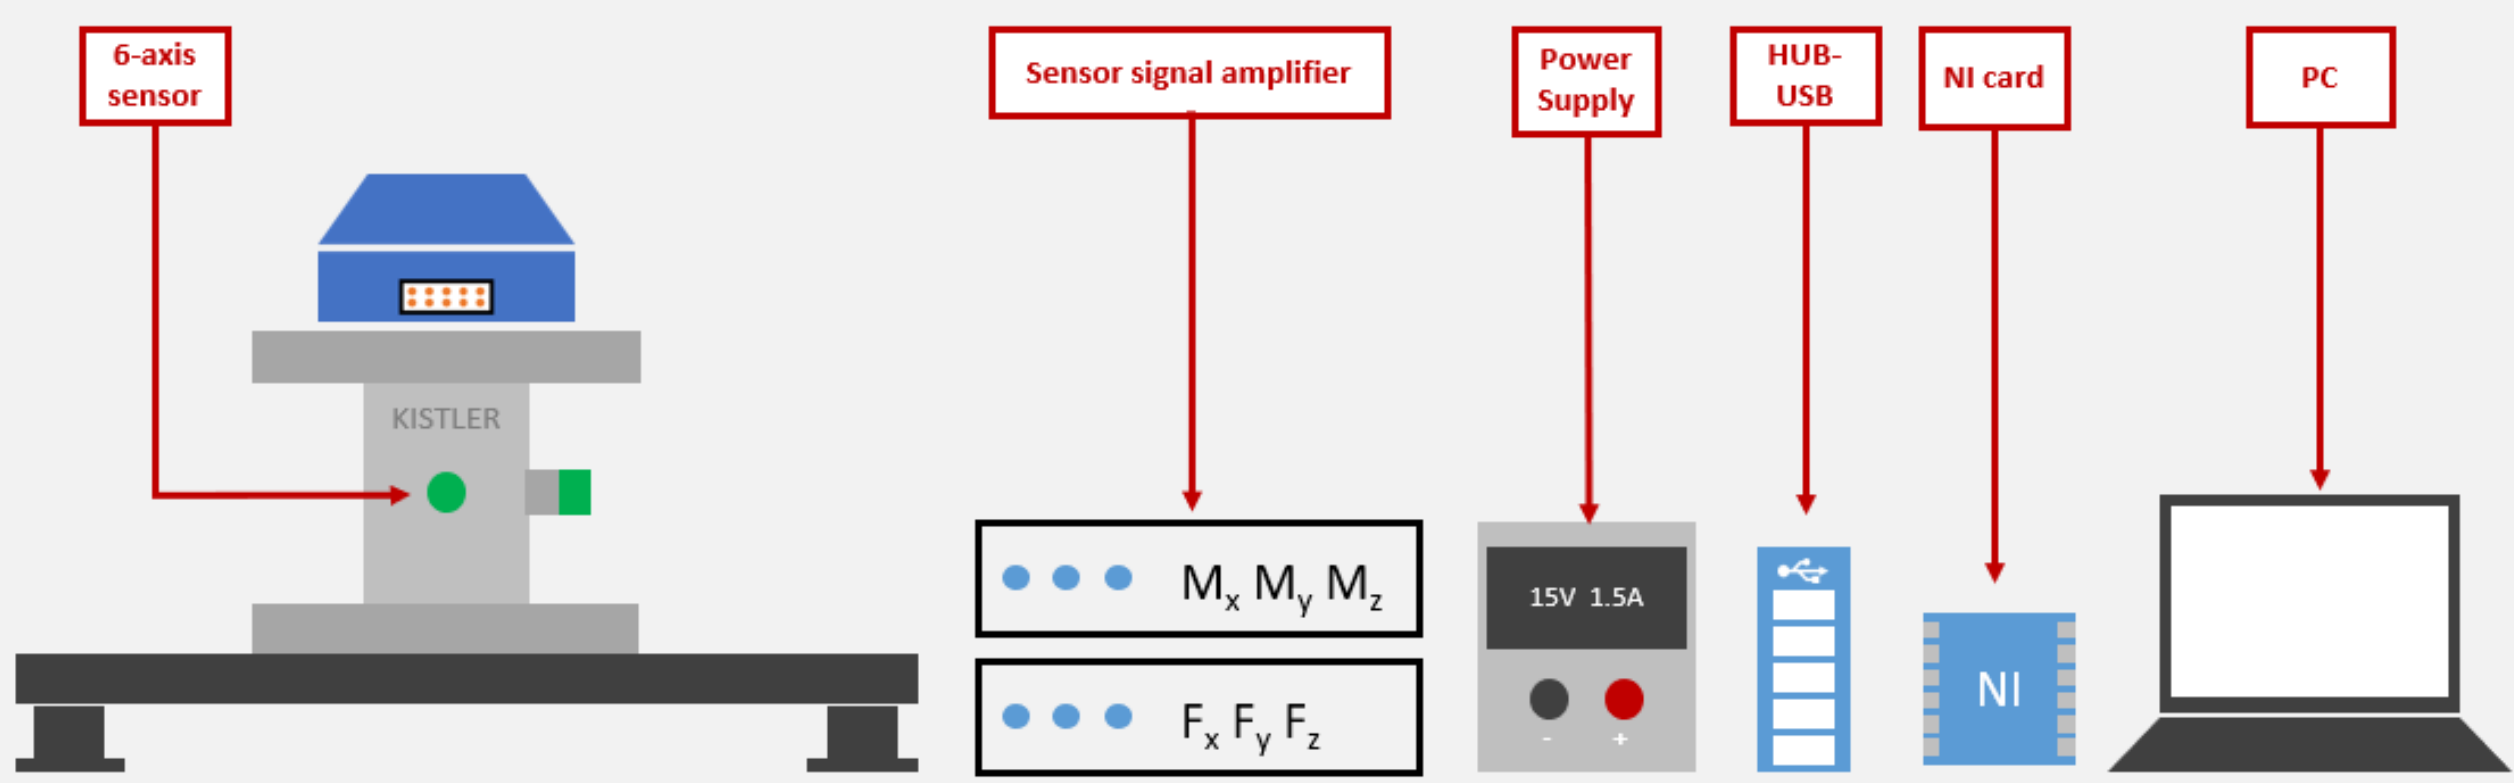 6-axis
sensor
Sensor signal amplifier
Power
Supply
HUB-
USB
NI card
PC
KISTLER
Mx My Mz
15V 1.5A
Fx Fy Fz
NI
- +